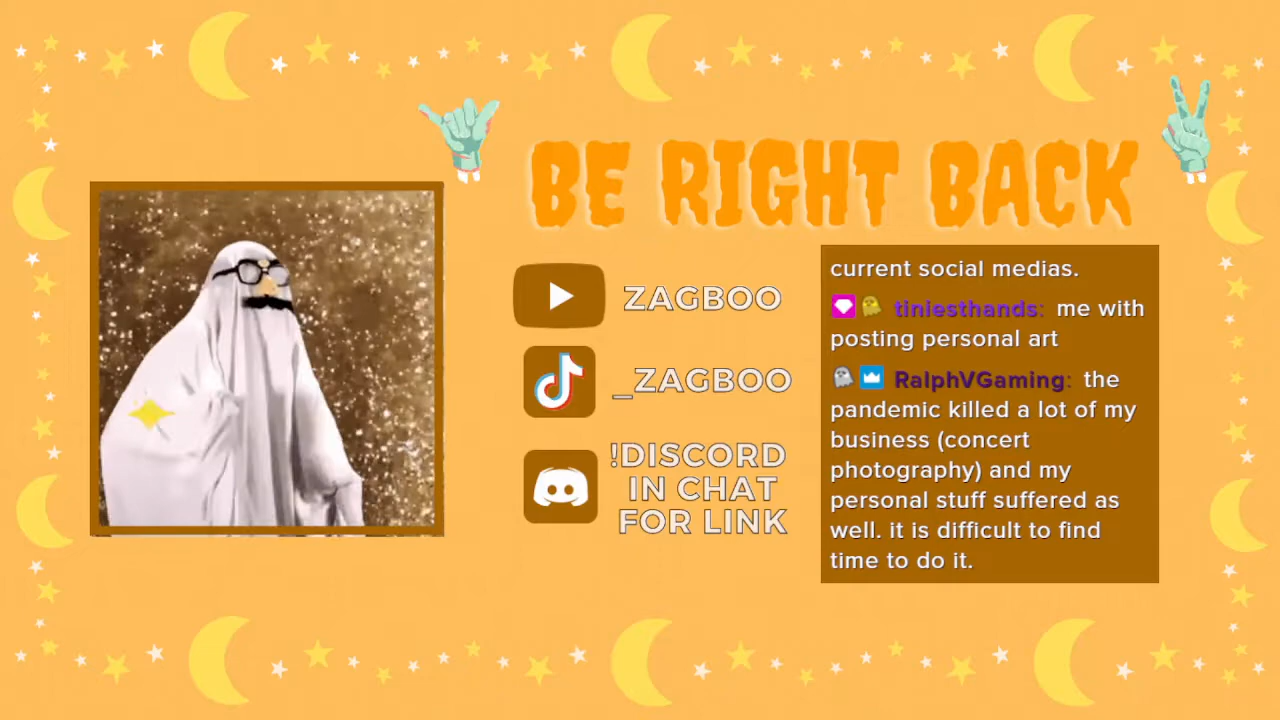 BE RIGHT BACK
ZAGBOO
_ZAGBOO
!DISCORD
IN CHAT
FOR LINK
current social medias.
tiniesthands: me with
posting personal art
RalphVGaming: the
pandemic killed a lot of my
business (concert
photography) and my
personal stuff suffered as
well. it is difficult to find
time to do it.